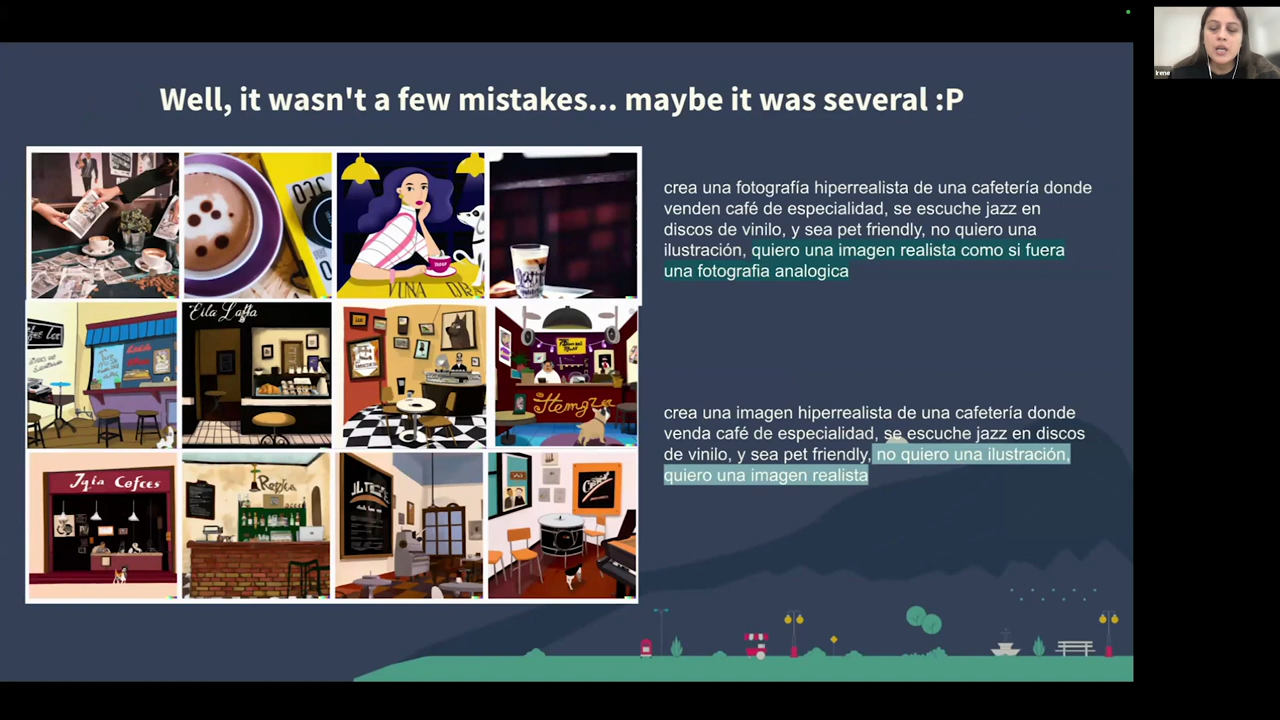 Irene
Well, it wasn't a few mistakes... maybe it was several :P
crea una fotografía hiperrealista de una cafetería donde
venden café de especialidad, se escuche jazz en
discos de vinilo, y sea pet friendly, no quiero una
ilustración, quiero una imagen realista como si fuera
una fotografia analogica
crea una imagen hiperrealista de una cafetería donde
venda café de especialidad, se escuche jazz en discos
de vinilo, y sea pet friendly, no quiero una ilustración,
quiero una imagen realista